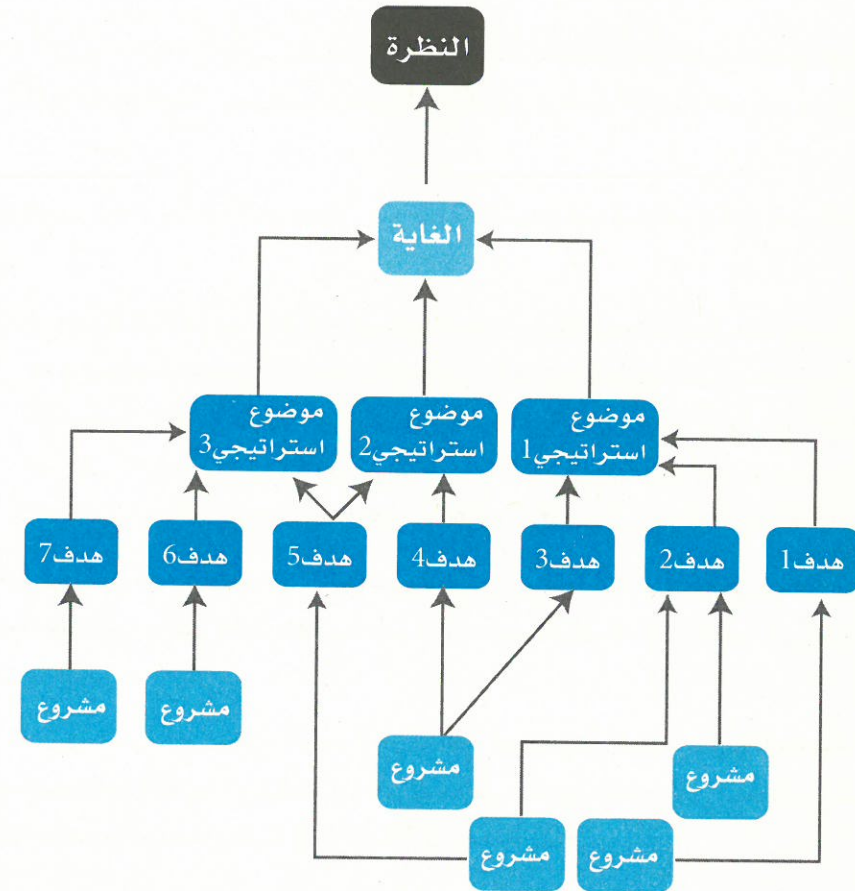 النظرة
الغاية
موضوع
استراتيجي1
موضوع
استراتيجي2
موضوع
استراتيجي3
هدف1
هدف2
هدف3
هدف4
هدف5
هدف6
هدف7
مشروع
مشروع
مشروع
مشروع
مشروع
مشروع